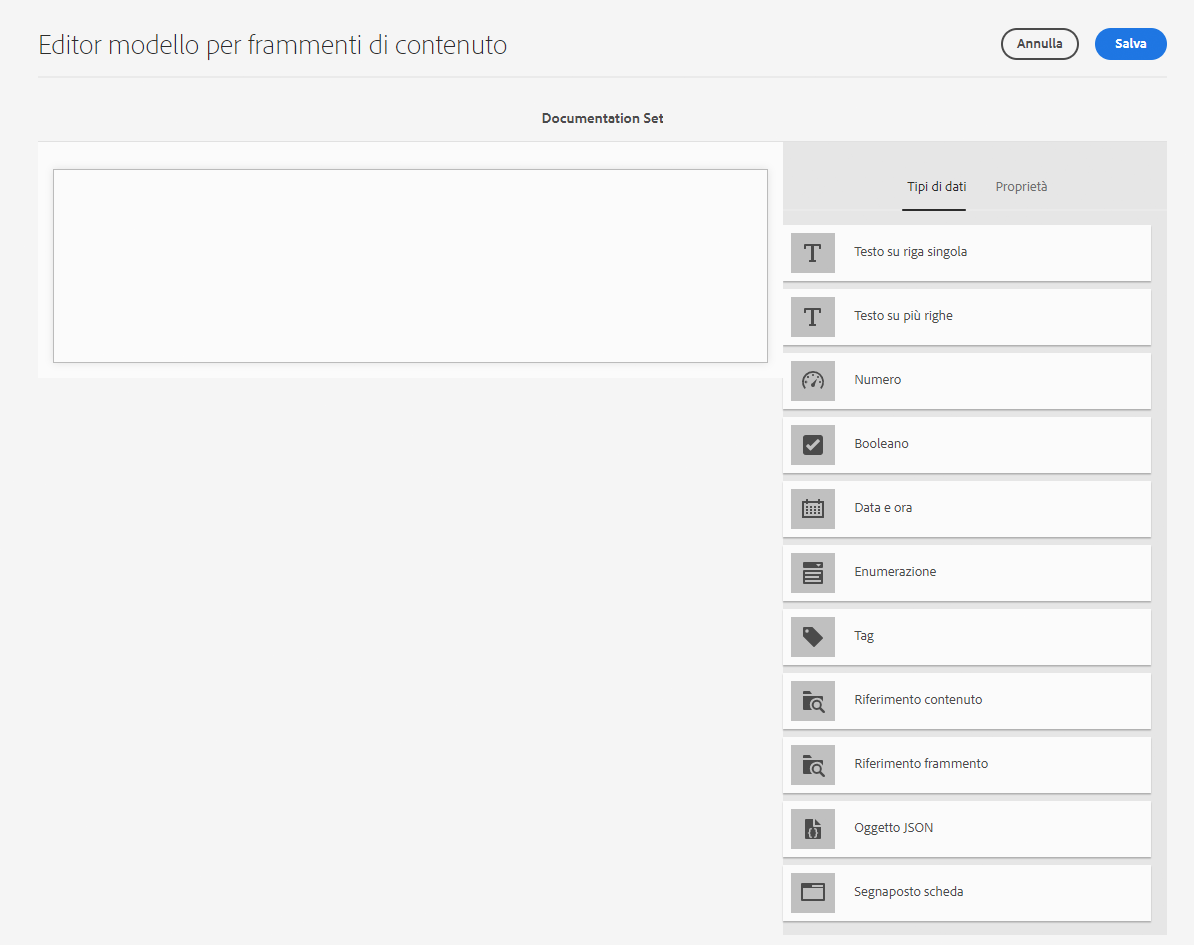 Editor modello per frammenti di contenuto
Annulla
Salva
Documentation Set
Tipi di dati
Proprietà
Testo su riga singola
Testo su più righe
Numero
Booleano
Data e ora
Enumerazione
Tag
Riferimento contenuto
Riferimento frammento
Oggetto JSON
Segnaposto scheda